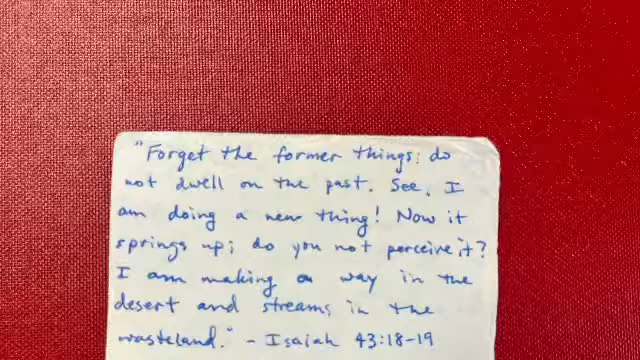 "Forget the former things; do
not dwell on the past. See, I
am doing a new thing! Now it
springs up; do you not perceive it?
I am making a way in the
desert and streams in the
wasteland." - Isaiah 43:18-19